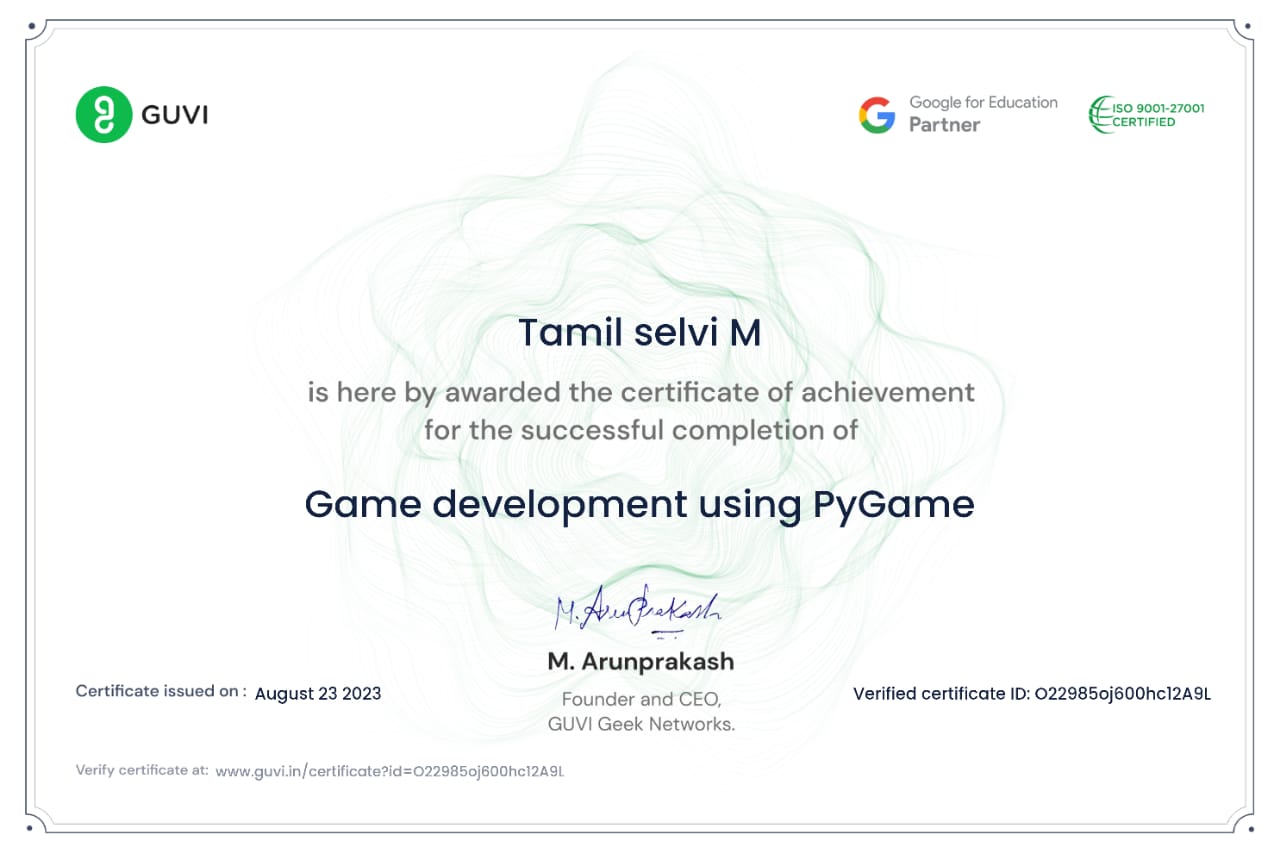 GUVI
Google for Education
Partner
ISO 9001-27001
CERTIFIED
Tamil selvi M
is here by awarded the certificate of achievement
for the successful completion of
Game development using PyGame
M. ArunPrakash
M. Arunprakash
Founder and CEO,
GUVI Geek Networks.
Certificate issued on : August 23 2023
Verified certificate ID: O22985oj600hc12A9L
Verify certificate at: www.guvi.in/certificate?id=O22985oj600hc12A9L